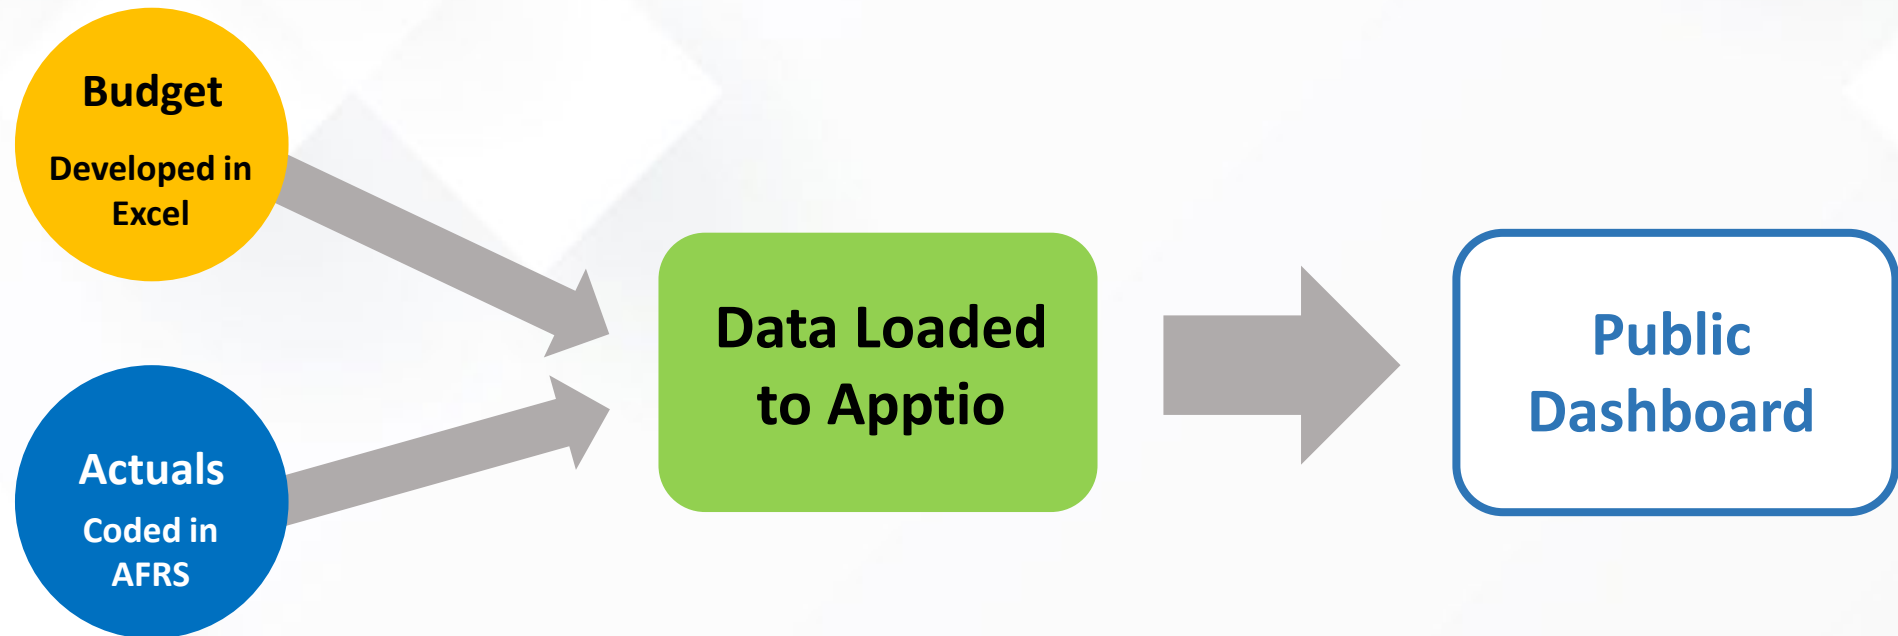 Budget
Developed in
Excel
Actuals
Coded in
AFRS
Data Loaded
to Apptio
Public
Dashboard